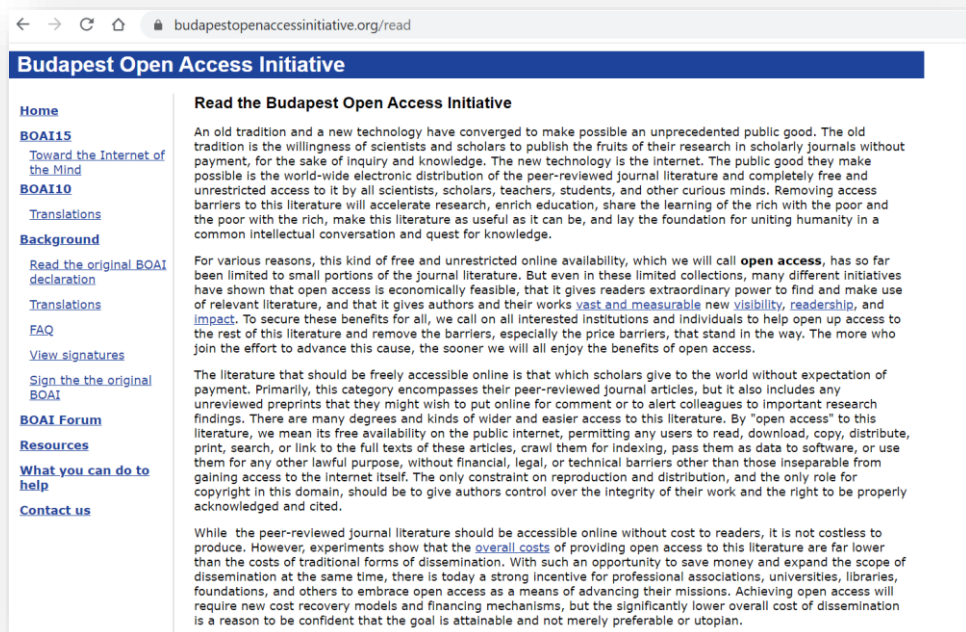 budapestopenaccessinitiative.org/read
Budapest Open Access Initiative
Home
BOAI15
Toward the Internet of
the Mind
BOAI10
Translations
Background
Read the original BOAI
declaration
Translations
FAQ
View signatures
Sign the the original
BOAI
BOAI Forum
Resources
What you can do to
help
Contact us
Read the Budapest Open Access Initiative
An old tradition and a new technology have converged to make possible an unprecedented public good. The old
tradition is the willingness of scientists and scholars to publish the fruits of their research in scholarly journals without
payment, for the sake of inquiry and knowledge. The new technology is the internet. The public good they make
possible is the world-wide electronic distribution of the peer-reviewed journal literature and completely free and
unrestricted access to it by all scientists, scholars, teachers, students, and other curious minds. Removing access
barriers to this literature will accelerate research, enrich education, share the learning of the rich with the poor and
the poor with the rich, make this literature as useful as it can be, and lay the foundation for uniting humanity in a
common intellectual conversation and quest for knowledge.
For various reasons, this kind of free and unrestricted online availability, which we will call open access, has so far
been limited to small portions of the journal literature. But even in these limited collections, many different initiatives
have shown that open access is economically feasible, that it gives readers extraordinary power to find and make use
of relevant literature, and that it gives authors and their works vast and measurable new visibility, readership, and
impact. To secure these benefits for all, we call on all interested institutions and individuals to help open up access to
the rest of this literature and remove the barriers, especially the price barriers, that stand in the way. The more who
join the effort to advance this cause, the sooner we will all enjoy the benefits of open access.
The literature that should be freely accessible online is that which scholars give to the world without expectation of
payment. Primarily, this category encompasses their peer-reviewed journal articles, but it also includes any
unreviewed preprints that they might wish to put online for comment or to alert colleagues to important research
findings. There are many degrees and kinds of wider and easier access to this literature. By "open access" to this
literature, we mean its free availability on the public internet, permitting any users to read, download, copy, distribute,
print, search, or link to the full texts of these articles, crawl them for indexing, pass them as data to software, or use
them for any other lawful purpose, without financial, legal, or technical barriers other than those inseparable from
gaining access to the internet itself. The only constraint on reproduction and distribution, and the only role for
copyright in this domain, should be to give authors control over the integrity of their work and the right to be properly
acknowledged and cited.
While the peer-reviewed journal literature should be accessible online without cost to readers, it is not costless to
produce. However, experiments show that the overall costs of providing open access to this literature are far lower
than the costs of traditional forms of dissemination. With such an opportunity to save money and expand the scope of
dissemination at the same time, there is today a strong incentive for professional associations, universities, libraries,
foundations, and others to embrace open access as a means of advancing their missions. Achieving open access will
require new cost recovery models and financing mechanisms, but the significantly lower overall cost of dissemination
is a reason to be confident that the goal is attainable and not merely preferable or utopian.